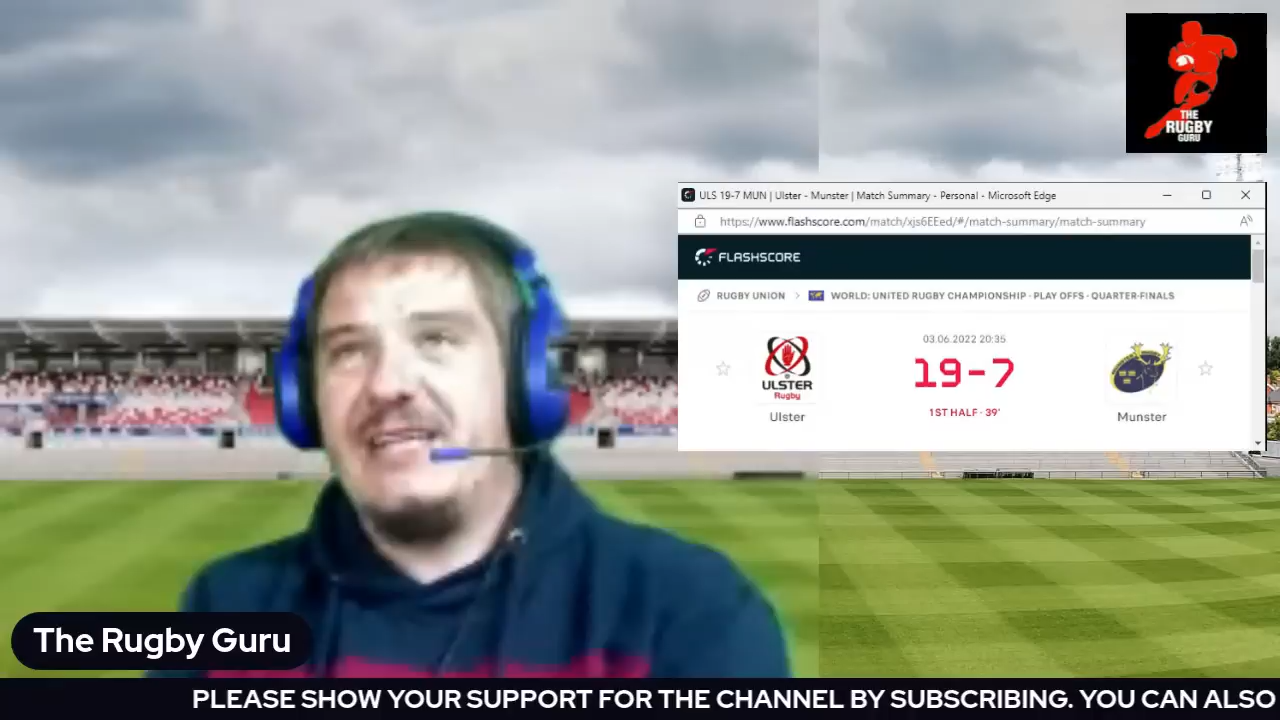 THE
RUGBY
GURU
ULS 19-7 MUN | Ulster - Munster | Match Summary - Personal - Microsoft Edge
https://www.flashscore.com/match/xjs6EEed/#/match-summary/match-summary
FLASHSCORE
RUGBY UNION > WORLD: UNITED RUGBY CHAMPIONSHIP - PLAY OFFS - QUARTER-FINALS
03.06.2022 20:35
19-7
1ST HALF - 39'
ULSTER
Rugby
Ulster
Munster
The Rugby Guru
PLEASE SHOW YOUR SUPPORT FOR THE CHANNEL BY SUBSCRIBING. YOU CAN ALSO